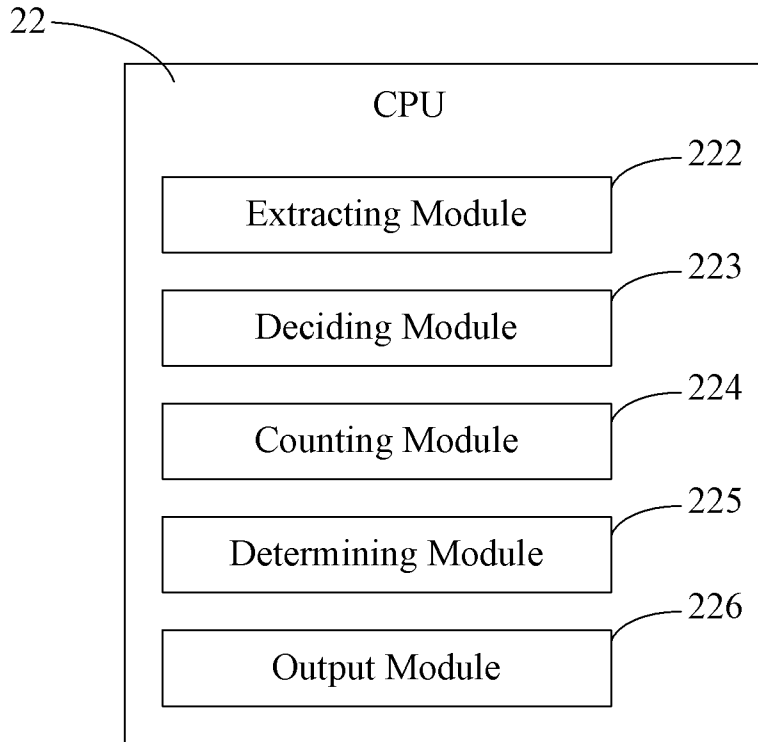 22
CPU
222
Extracting Module
223
Deciding Module
224
Counting Module
225
Determining Module
226
Output Module